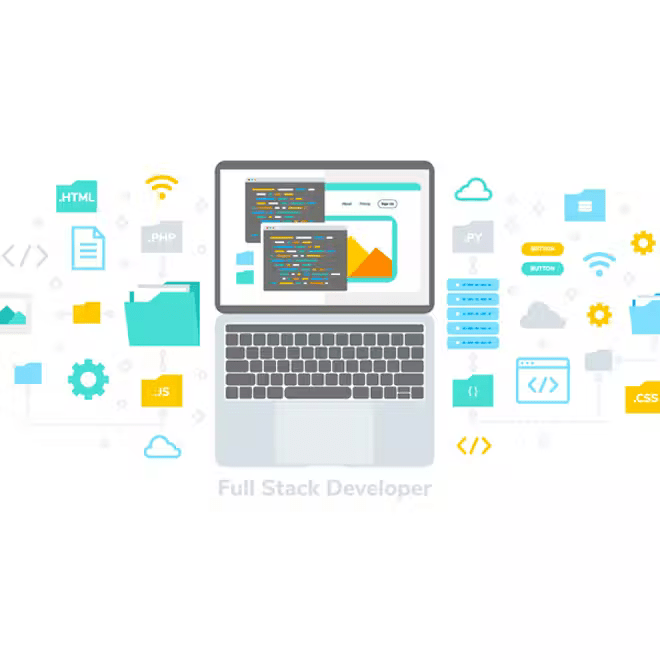 .HTML
.PHP
.JS
About Pricing Sign Up
.PY
BUTTON
BUTTON
</>
</>
{ }
</>
.CSS
Full Stack Developer